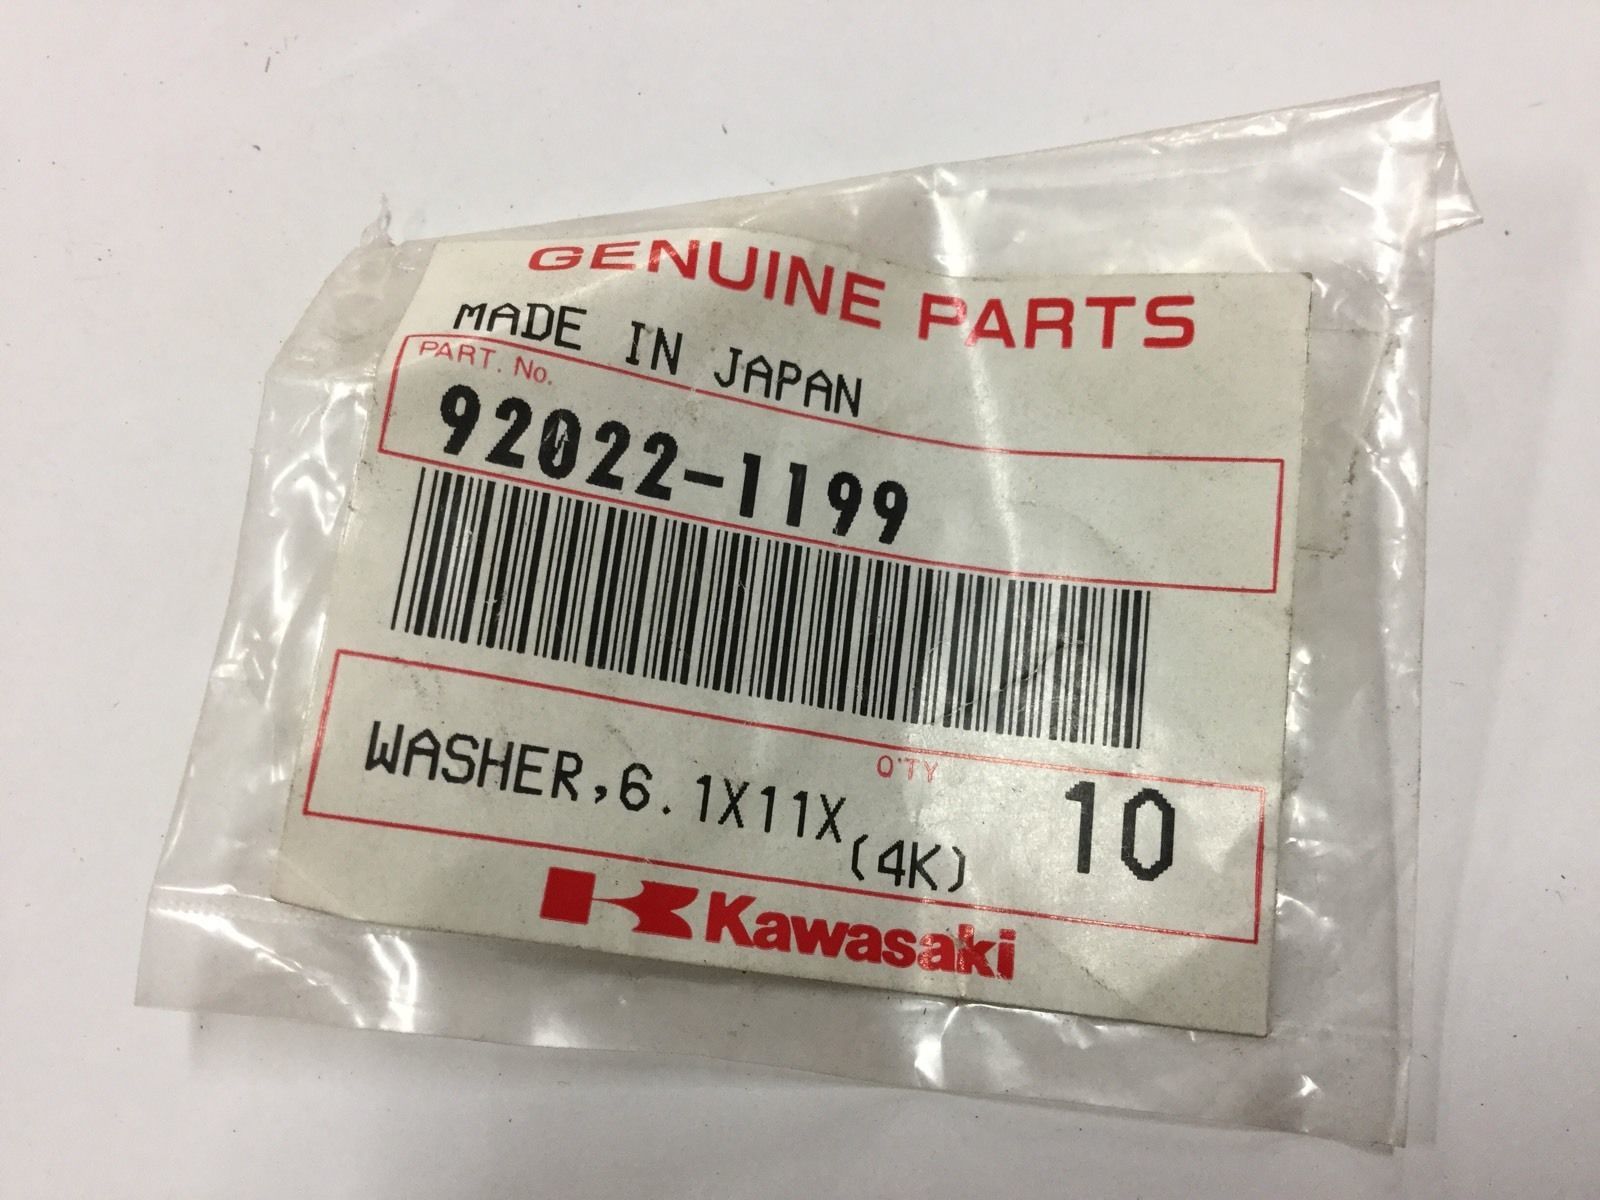 GENUINE PARTS
MADE IN JAPAN
PART. No.
92022-1199
WASHER,6.1X11X
(4K)
Q'TY
10
Kawasaki